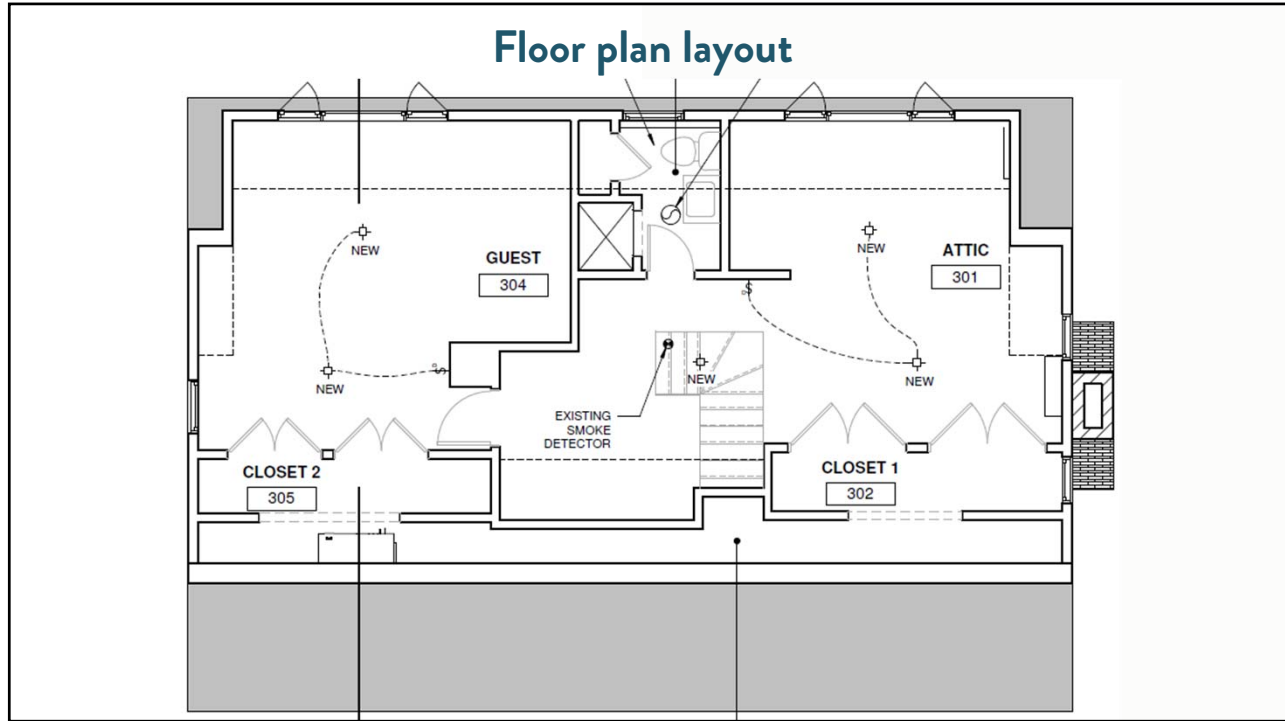 Floor plan layout
NEW
GUEST
304
NEW
ATTIC
301
NEW
NEW
NEW
EXISTING
SMOKE
DETECTOR
CLOSET 2
305
CLOSET 1
302